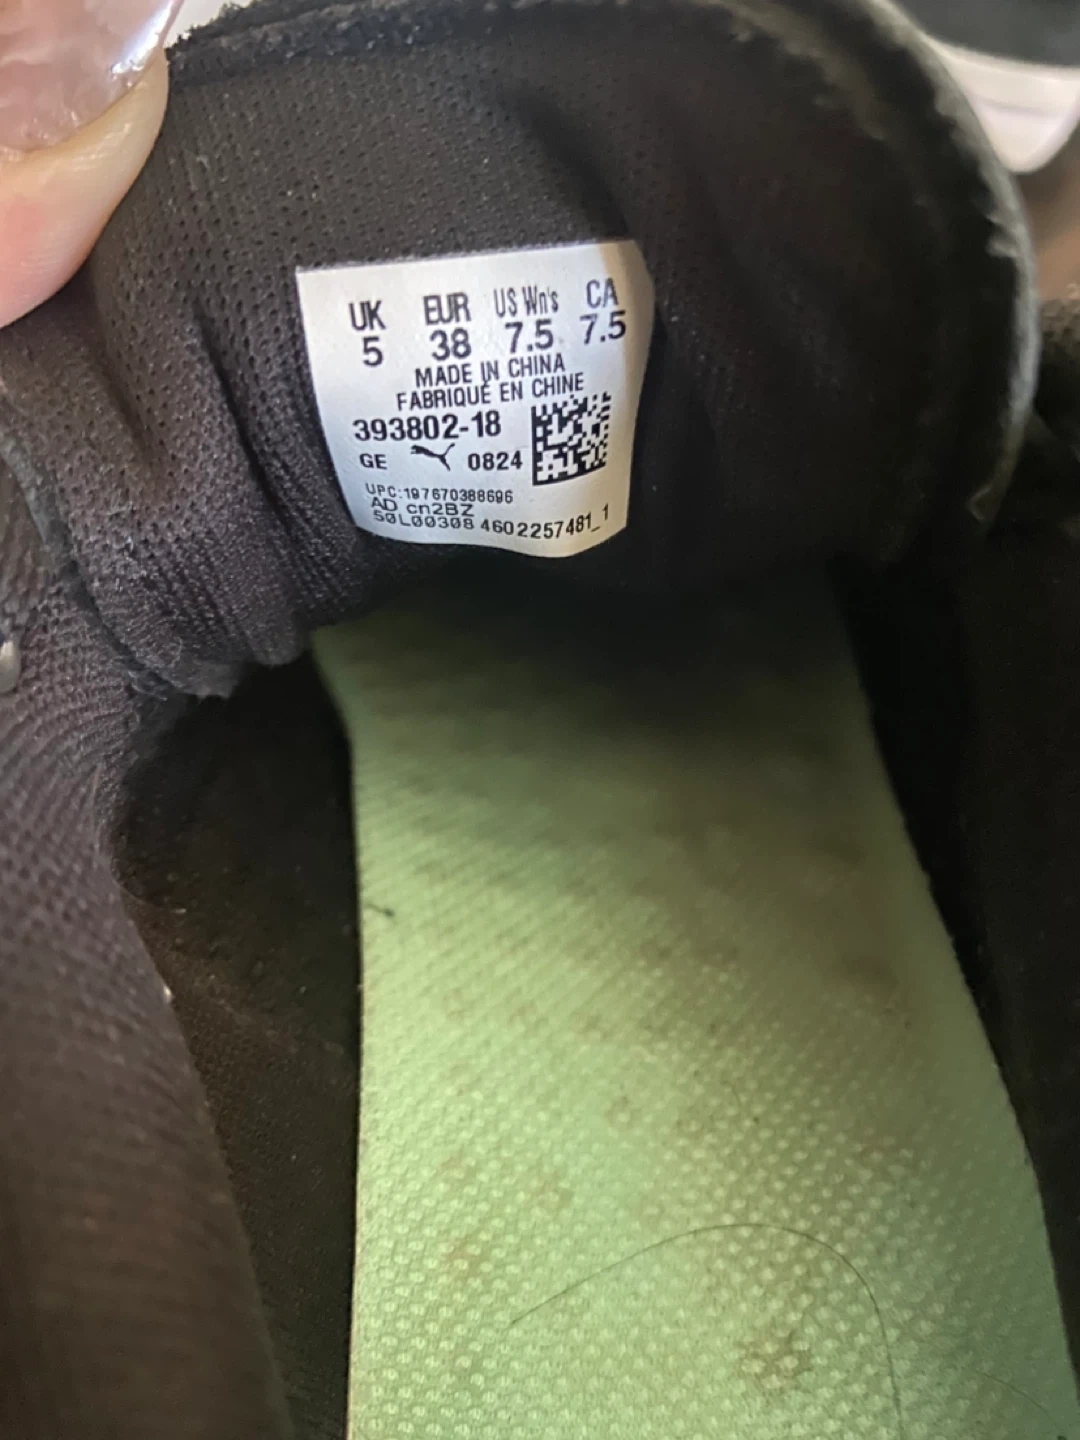 UK EUR US Wn's CA
5 38 7.5 7.5
MADE IN CHINA
FABRIQUÉ EN CHINE
393802-18
GE 0824
UPC:197670388696
AD cn2BZ
S0L00308 4602257481_1